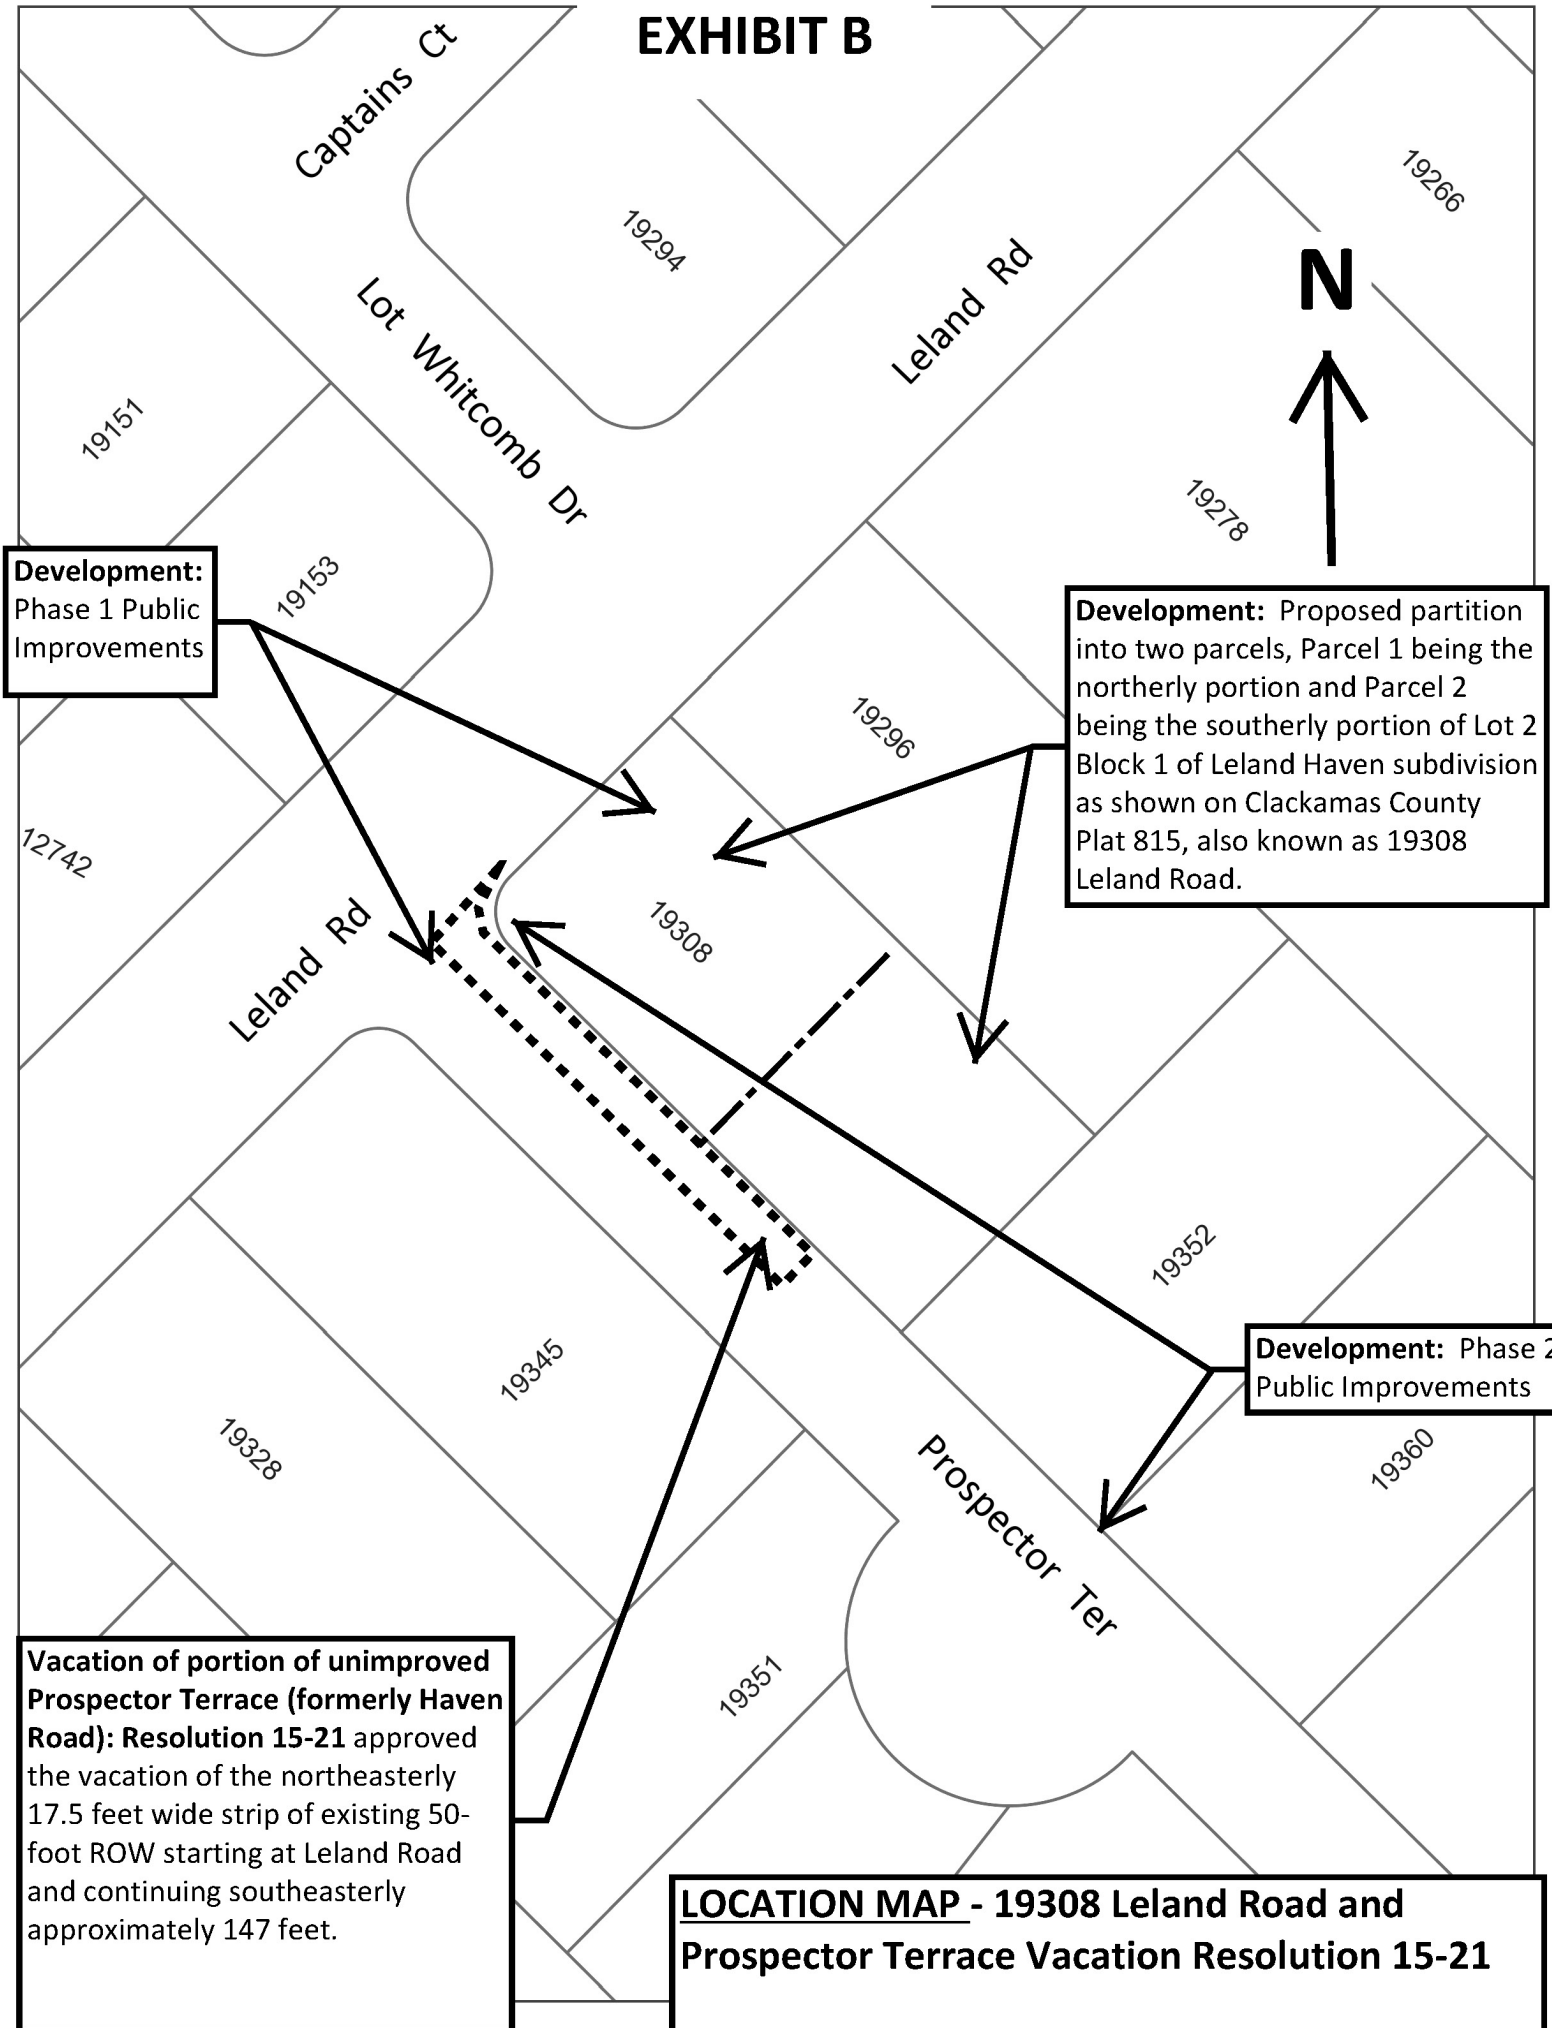 EXHIBIT B
Captains Ct
19266
19294
Leland Rd
N
Lot Whitcomb Dr
19151
19278
Development:
Phase 1 Public
Improvements
19153
Development: Proposed partition
into two parcels, Parcel 1 being the
northerly portion and Parcel 2
being the southerly portion of Lot 2
Block 1 of Leland Haven subdivision
as shown on Clackamas County
Plat 815, also known as 19308
Leland Road.
19296
12742
19308
Leland Rd
19352
19345
Development: Phase 2
Public Improvements
19328
19360
Prospector Ter
19351
Vacation of portion of unimproved
Prospector Terrace (formerly Haven
Road): Resolution 15-21 approved
the vacation of the northeasterly
17.5 feet wide strip of existing 50-
foot ROW starting at Leland Road
and continuing southeasterly
approximately 147 feet.
LOCATION MAP - 19308 Leland Road and
Prospector Terrace Vacation Resolution 15-21